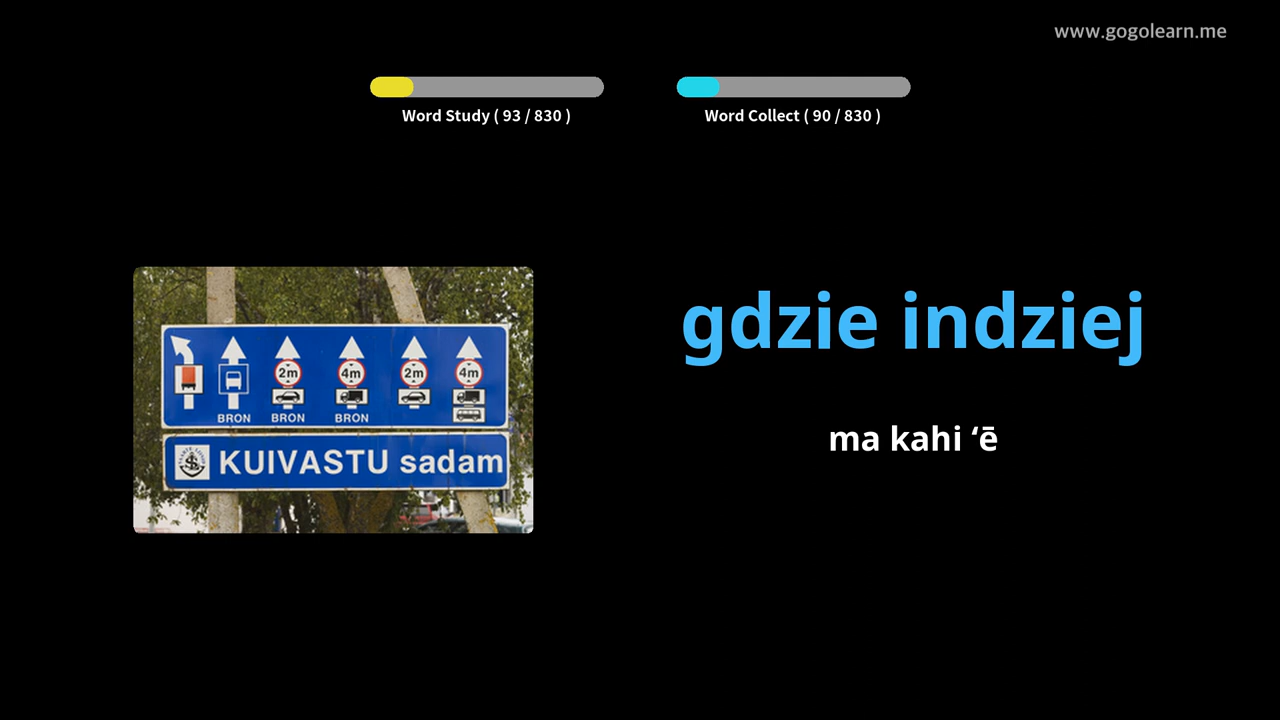 www.gogolearn.me
Word Study ( 93 / 830 )
Word Collect ( 90 / 830 )
gdzie indziej
ma kahi ‘ē
2m
4m
2m
4m
BRON
BRON
BRON
KUIVASTU sadam